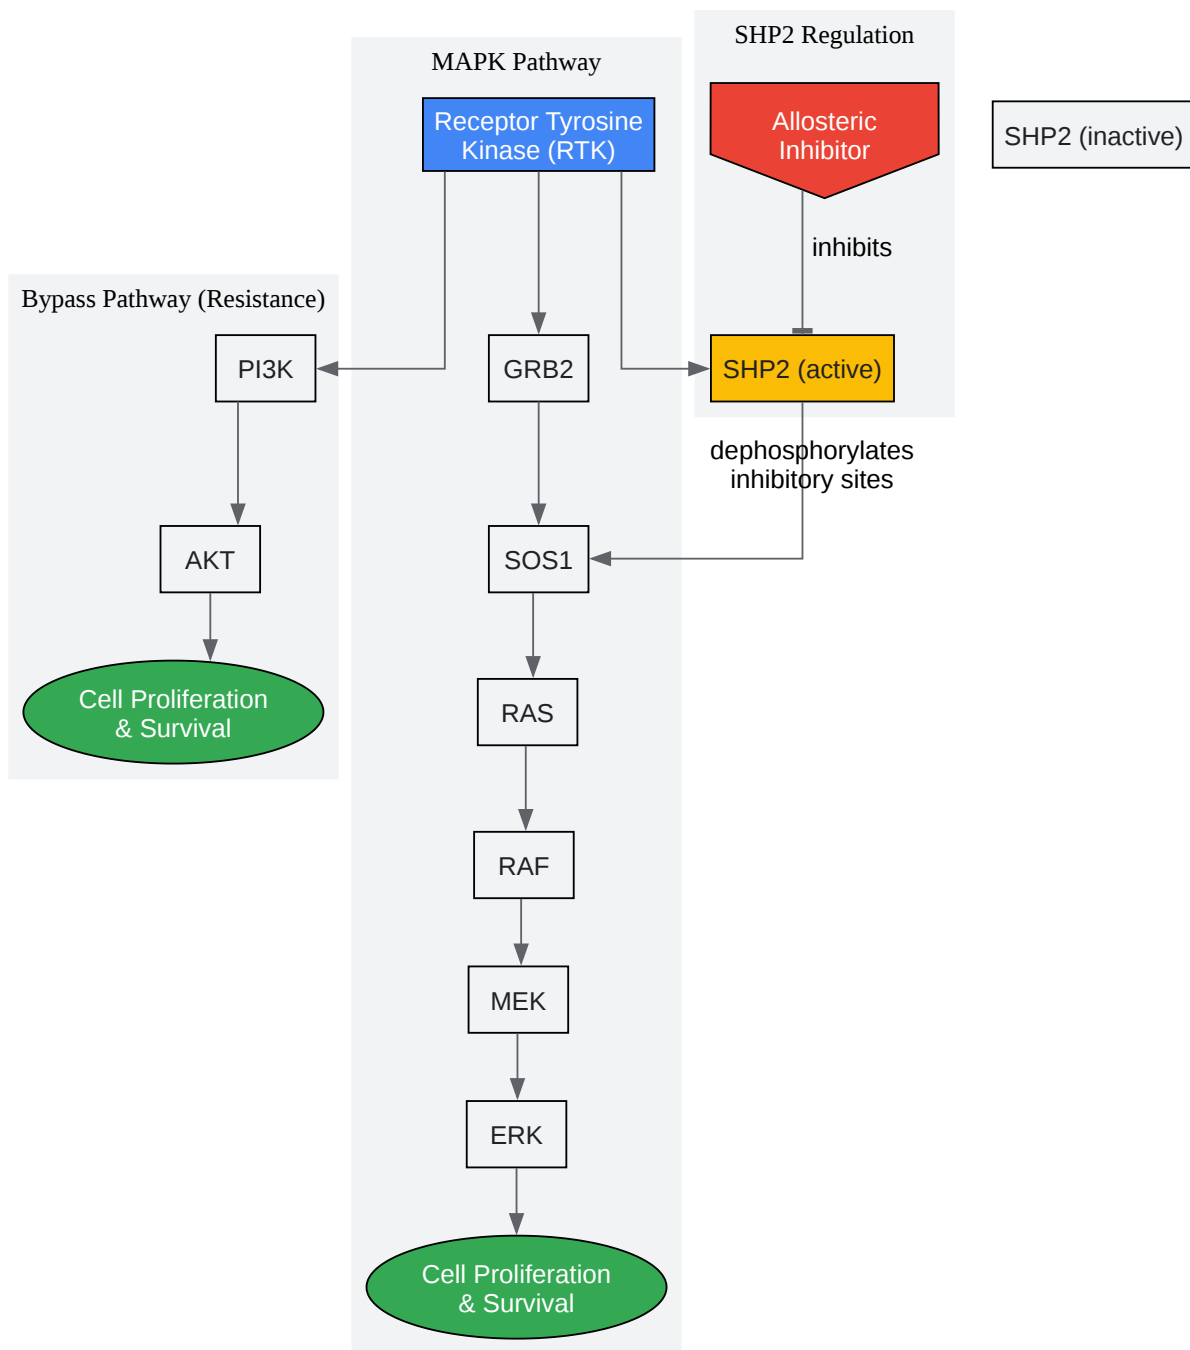 SHP2 Regulation
MAPK Pathway
Receptor Tyrosine
Kinase (RTK)
Allosteric
Inhibitor
SHP2 (inactive)
inhibits
Bypass Pathway (Resistance)
PI3K
GRB2
SHP2 (active)
dephosphorylates
inhibitory sites
AKT
SOS1
Cell Proliferation
& Survival
RAS
RAF
MEK
ERK
Cell Proliferation
& Survival